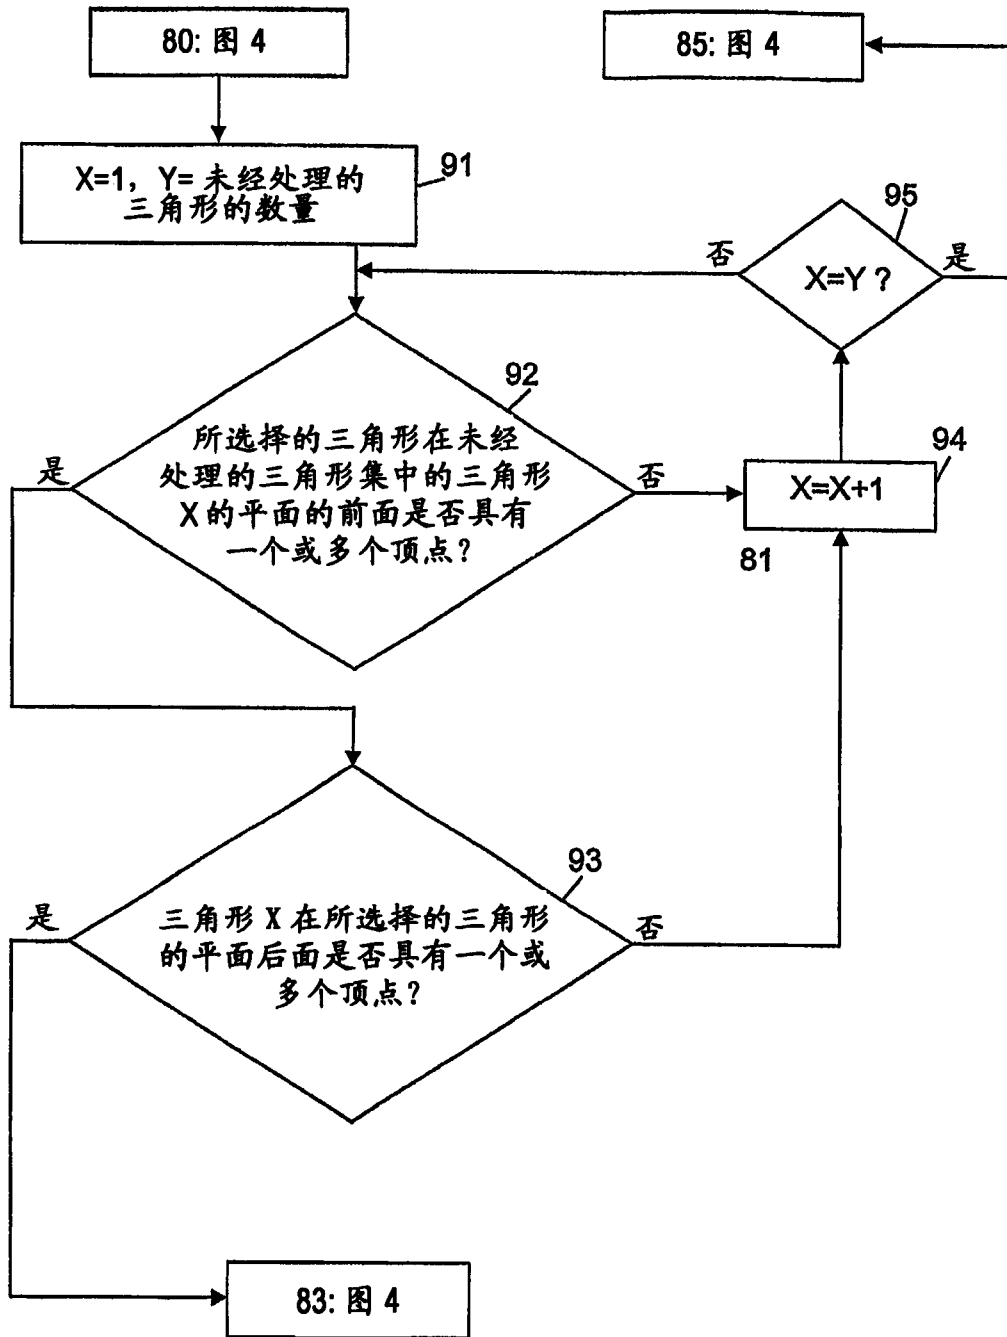 80: 图 4
85: 图 4
91
X=1, Y= 未经处理的
三角形的数量
95
否
X=Y ?
是
92
所选择的三角形在未经
处理的三角形集中的三角形
X 的平面的前面是否具有
一个或多个顶点?
是
否
94
X=X+1
81
93
三角形 X 在所选择的三角形
的平面后面是否具有一个或
多个顶点?
是
否
83: 图 4